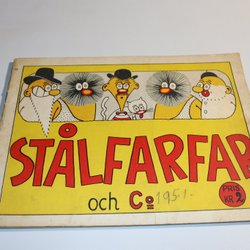 STÅLFARFAR
och Co 1951.
PRIS
KR. 2